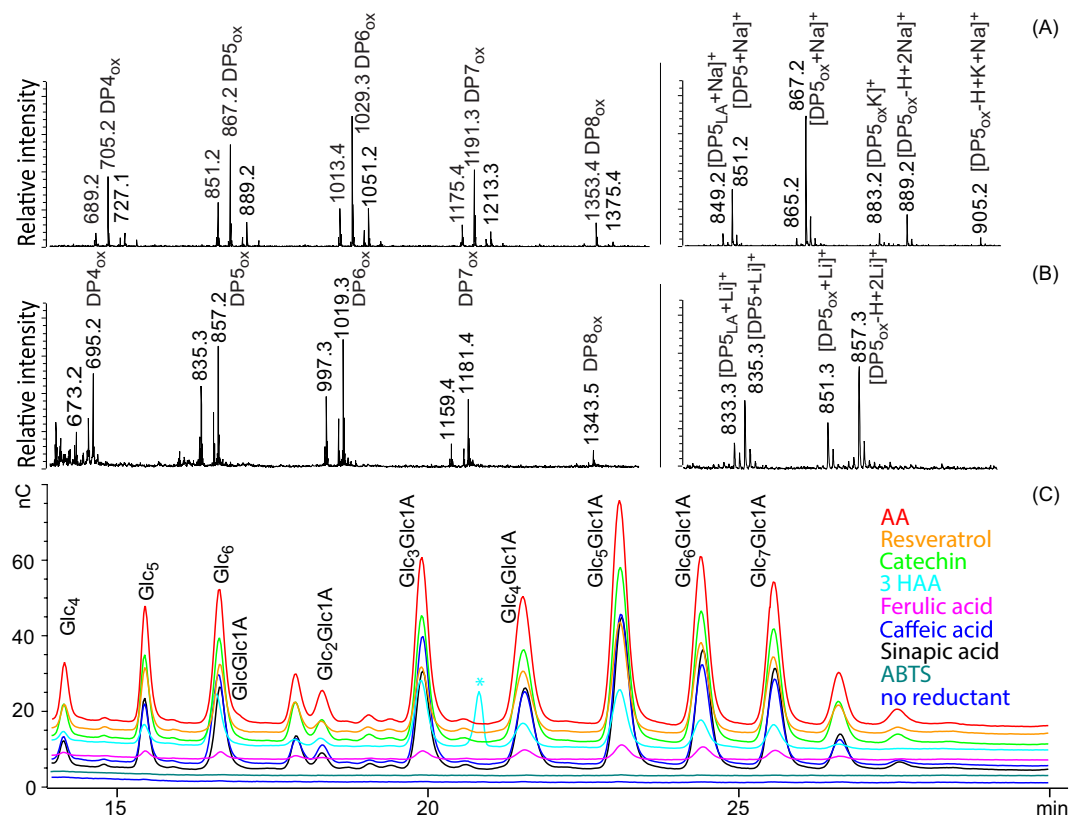 (A)
Relative intensity
689.2
705.2 DP4ox
727.1
851.2
867.2 DP5ox
889.2
1013.4
1029.3 DP6ox
1051.2
1175.4
1191.3 DP7ox
1213.3
1353.4 DP8ox
1375.4
849.2 [DP5LA+Na]+
851.2 [DP5+Na]+
865.2
867.2 [DP5ox+Na]+
883.2 [DP5oxK]+
889.2 [DP5ox-H+2Na]+
905.2 [DP5ox-H+K+Na]+
(B)
Relative intensity
673.2
695.2 DP4ox
835.3
857.2 DP5ox
997.3
1019.3 DP6ox
1159.4
1181.4 DP7ox
1343.5 DP8ox
833.3 [DP5LA+Li]+
835.3 [DP5+Li]+
851.3 [DP5ox+Li]+
857.3 [DP5ox-H+2Li]+
(C)
nC
60
40
20
0
Glc4
Glc5
Glc6
GlcGlc1A
Glc2Glc1A
Glc3Glc1A
*
Glc4Glc1A
Glc5Glc1A
Glc6Glc1A
Glc7Glc1A
AA
Resveratrol
Catechin
3 HAA
Ferulic acid
Caffeic acid
Sinapic acid
ABTS
no reductant
15
20
25
min